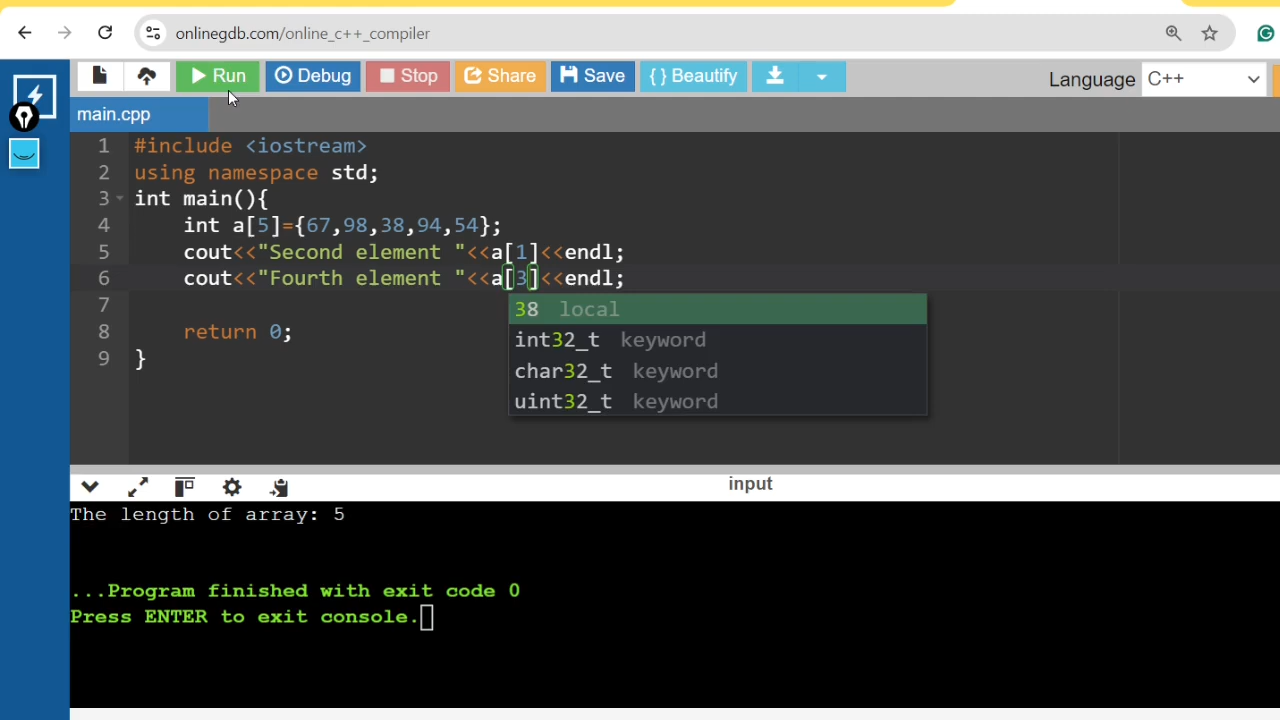 onlinegdb.com/online_c++_compiler
Run Debug Stop Share Save {} Beautify Language C++
main.cpp
1 #include <iostream>
2 using namespace std;
3 int main(){
4 int a[5]={67,98,38,94,54};
5 cout<<"Second element "<<a[1]<<endl;
6 cout<<"Fourth element "<<a[3]<<endl;
7
38 local
8 return 0;
int32_t keyword
9 }
char32_t keyword
uint32_t keyword
input
The length of array: 5
...Program finished with exit code 0
Press ENTER to exit console.